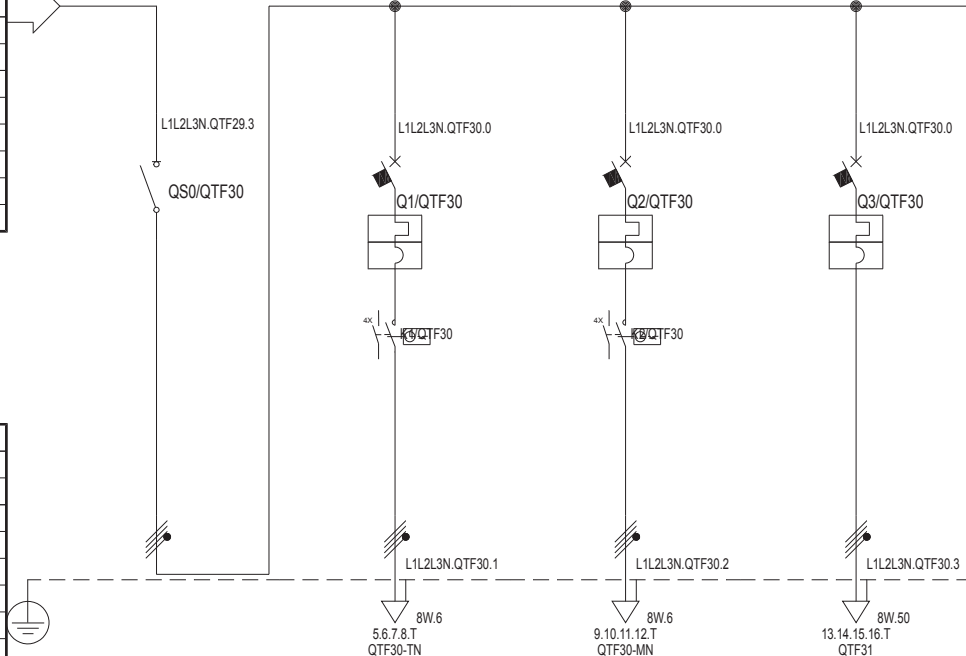 L1L2L3N.QTF29.3
L1L2L3N.QTF30.0
L1L2L3N.QTF30.0
L1L2L3N.QTF30.0
QS0/QTF30
Q1/QTF30
Q2/QTF30
Q3/QTF30
4X
4X
L1L2L3N.QTF30.1
L1L2L3N.QTF30.2
L1L2L3N.QTF30.3
8W.6
8W.6
8W.50
5.6.7.8.T
9.10.11.12.T
13.14.15.16.T
QTF30-TN
QTF30-MN
QTF31